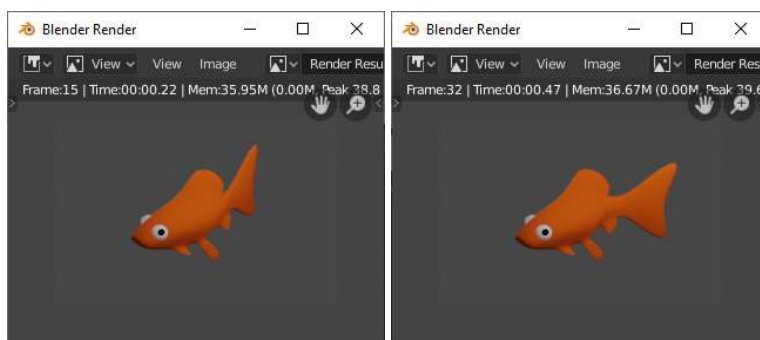 Blender Render
View View Image Render Resu
Frame:15 | Time:00:00.22 | Mem:35.95M (0.00M, Peak 38.8
Blender Render
View View Image Render Res
Frame:32 | Time:00:00.47 | Mem:36.67M (0.00M, Peak 39.6